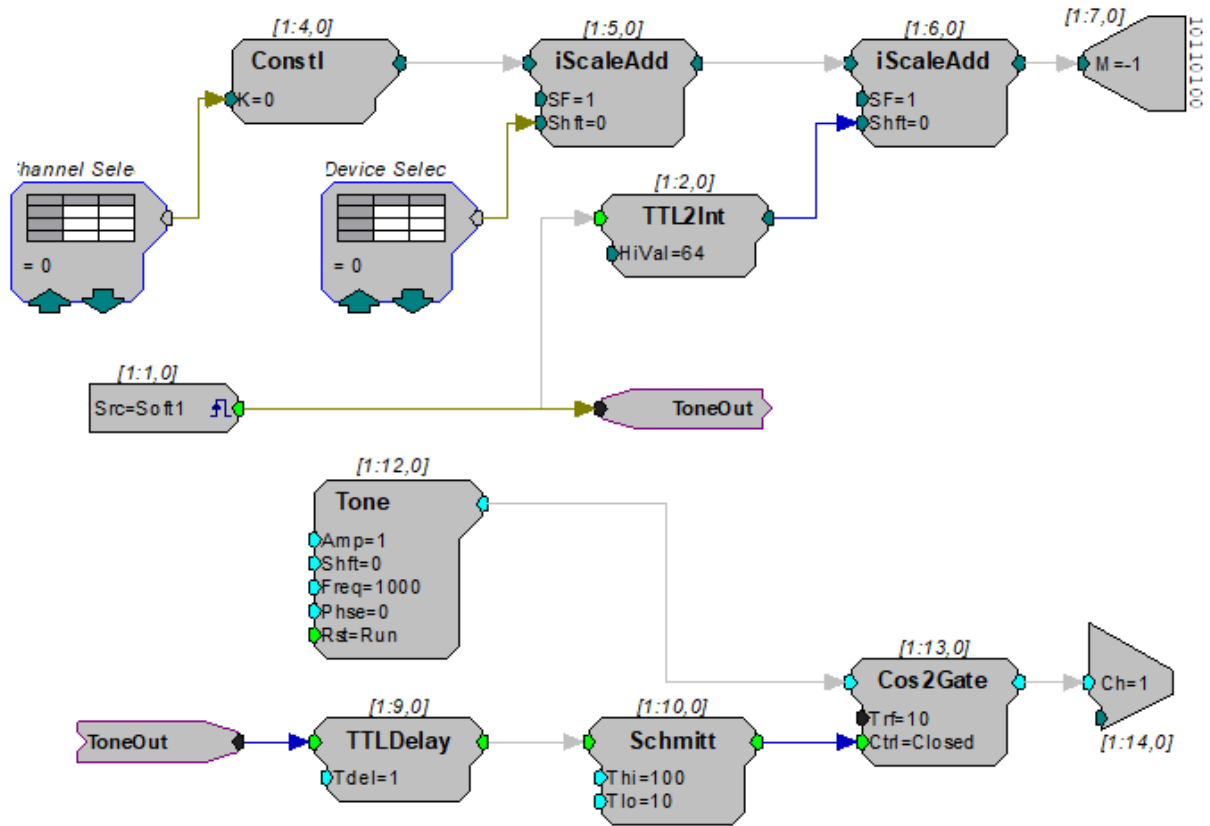 [1:4,0]
ConstI
K=0
[1:5,0]
iScaleAdd
SF=1
Shft=0
[1:6,0]
iScaleAdd
SF=1
Shft=0
[1:7,0]
M=-1
10110100
hannel Sele
= 0
Device Selec
= 0
[1:2,0]
TTL2Int
HiVal=64
[1:1,0]
Src=Soft1
ToneOut
[1:12,0]
Tone
Amp=1
Shft=0
Freq=1000
Phse=0
Rst=Run
ToneOut
[1:9,0]
TTLDelay
Tdel=1
[1:10,0]
Schmitt
Thi=100
Tlo=10
[1:13,0]
Cos2Gate
Trf=10
Ctrl=Closed
Ch=1
[1:14,0]